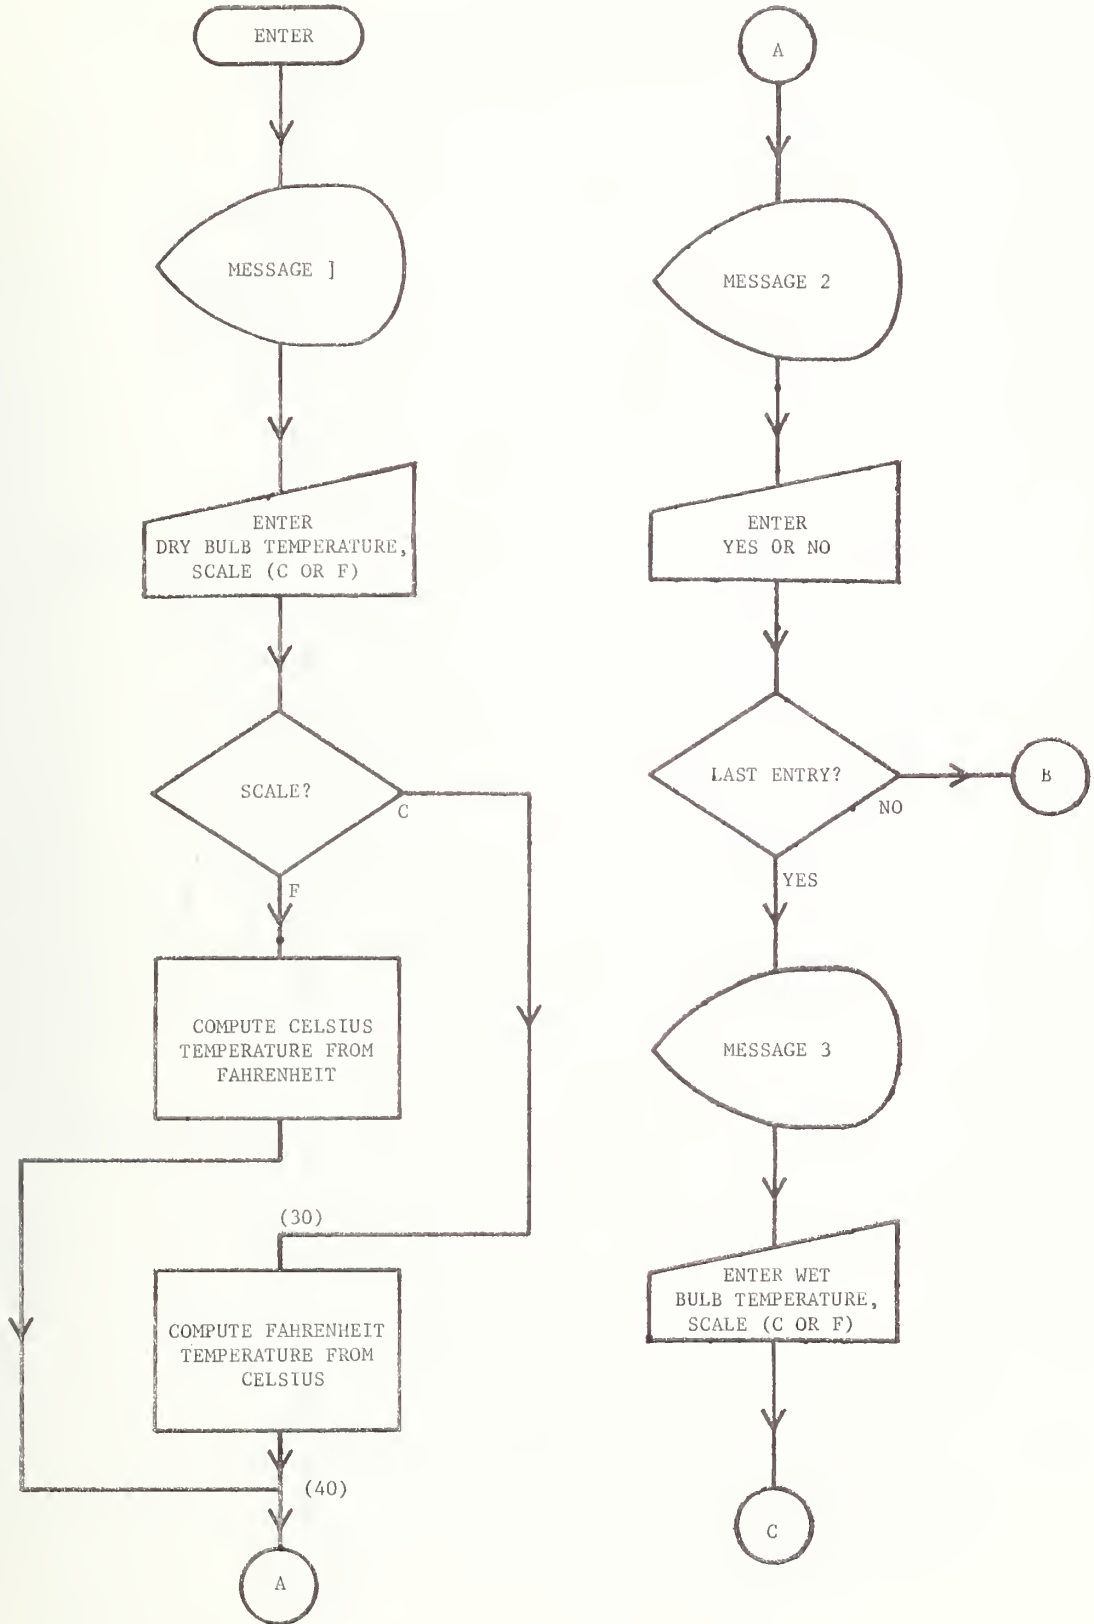 ENTER
MESSAGE ]
ENTER
DRY BULB TEMPERATURE,
SCALE (C OR F)
SCALE?
C
F
COMPUTE CELSIUS
TEMPERATURE FROM
FAHRENHEIT
(30)
COMPUTE FAHRENHEIT
TEMPERATURE FROM
CELSIUS
(40)
A
A
MESSAGE 2
ENTER
YES OR NO
LAST ENTRY?
NO
B
YES
MESSAGE 3
ENTER WET
BULB TEMPERATURE,
SCALE (C OR F)
C